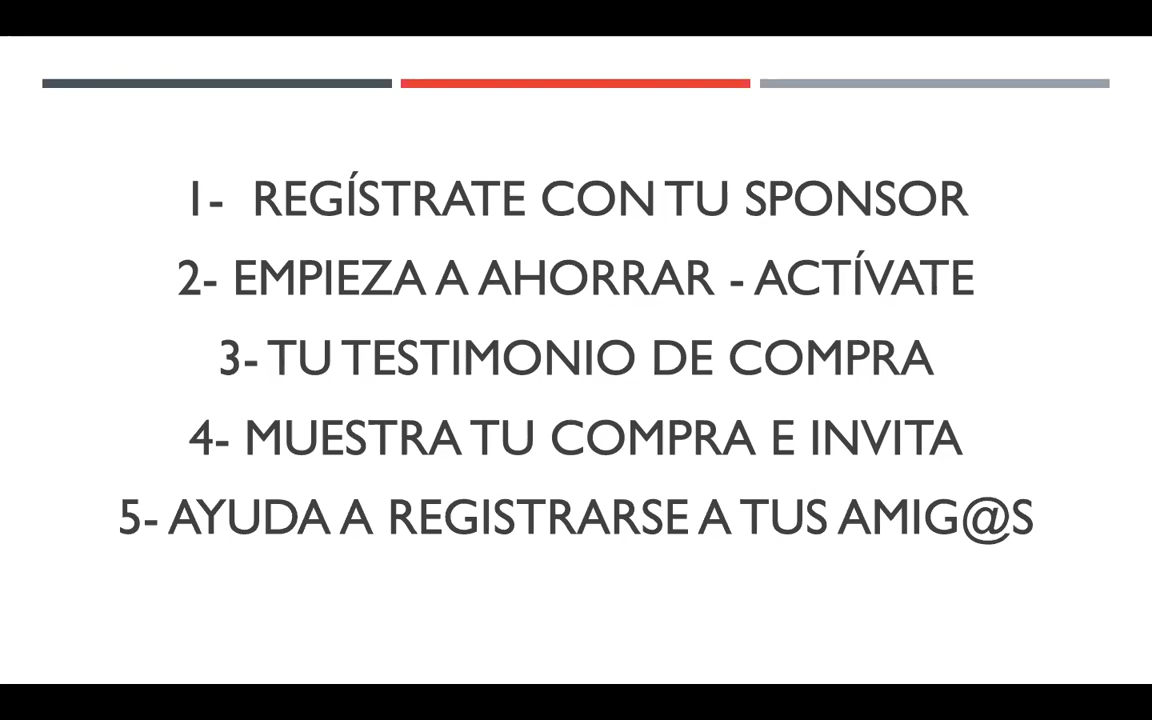 1- REGÍSTRATE CON TU SPONSOR
2- EMPIEZA A AHORRAR - ACTÍVATE
3- TU TESTIMONIO DE COMPRA
4- MUESTRA TU COMPRA E INVITA
5- AYUDA A REGISTRARSE A TUS AMIG@S